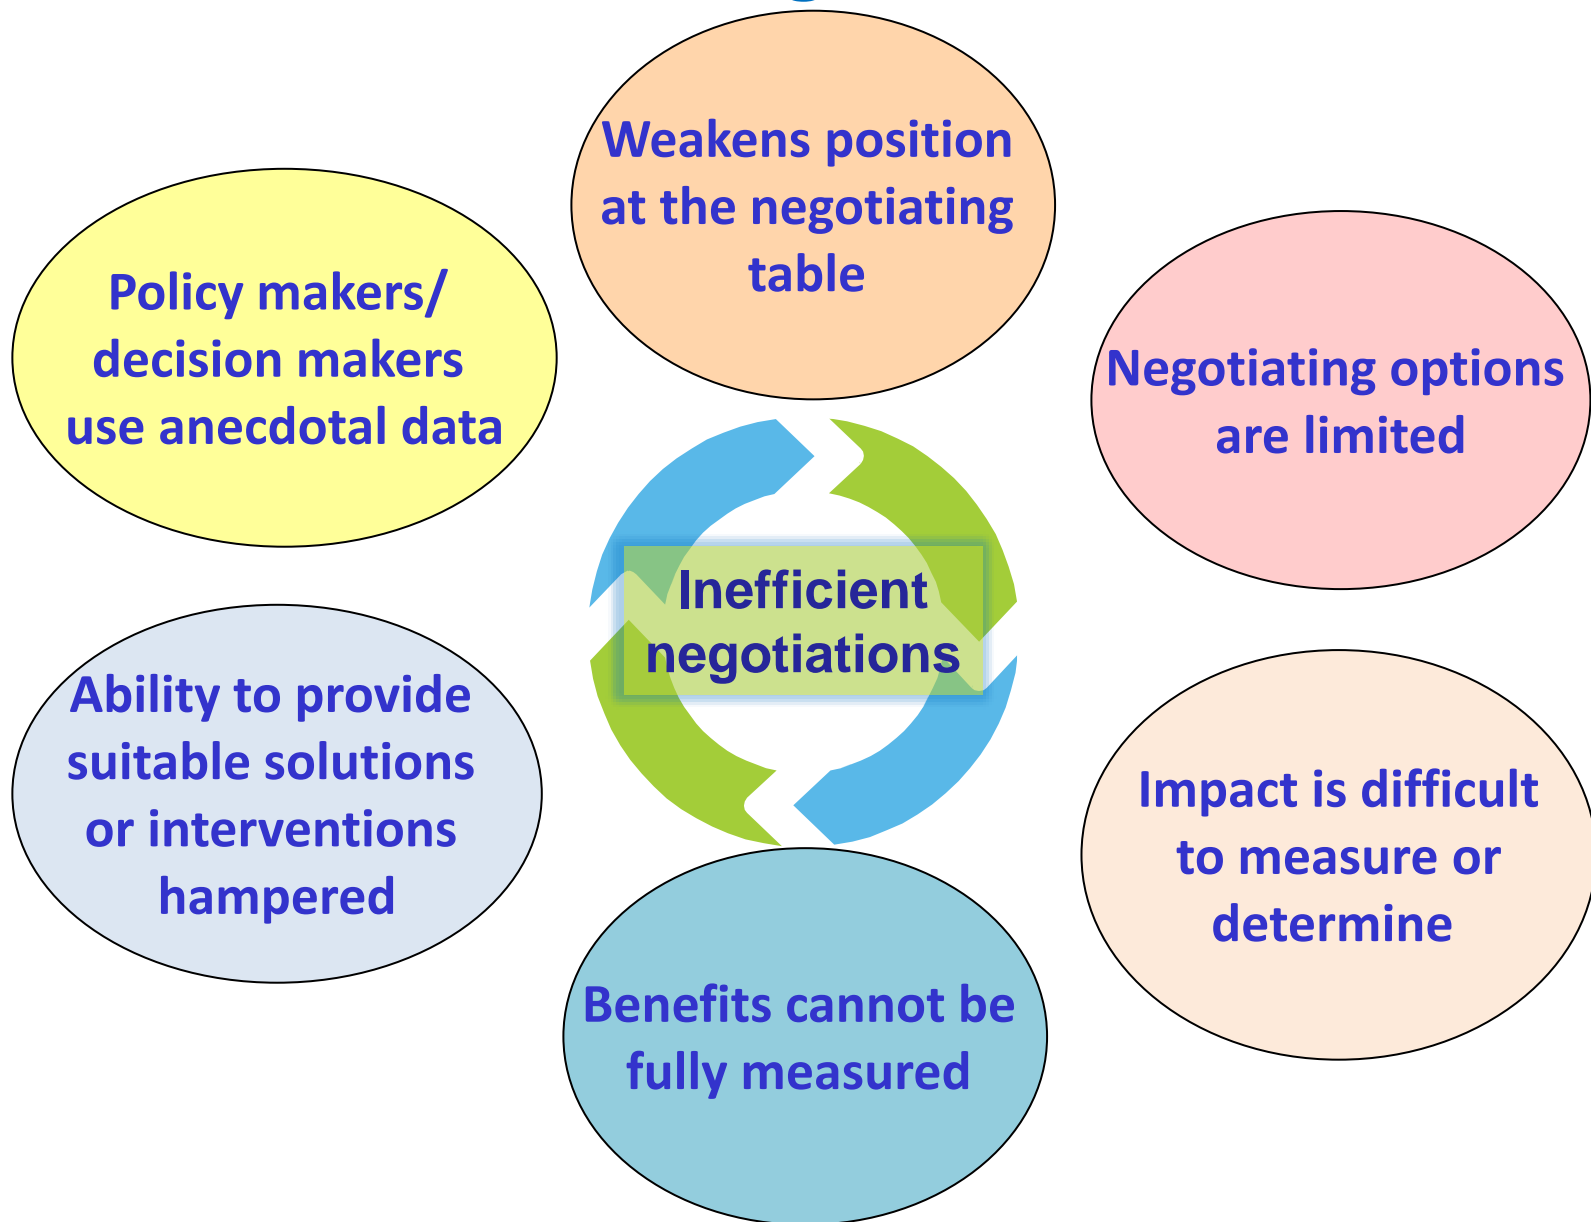 Weakens position
at the negotiating
table
Policy makers/
decision makers
use anecdotal data
Negotiating options
are limited
Inefficient
negotiations
Ability to provide
suitable solutions
or interventions
hampered
Impact is difficult
to measure or
determine
Benefits cannot be
fully measured